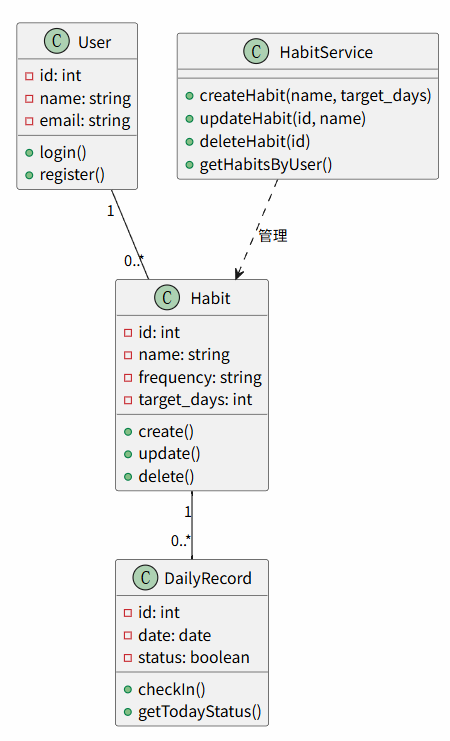 C User
id: int
name: string
email: string
login()
register()
C HabitService
createHabit(name, target_days)
updateHabit(id, name)
deleteHabit(id)
getHabitsByUser()
1
0..*
管理
C Habit
id: int
name: string
frequency: string
target_days: int
create()
update()
delete()
1
0..*
C DailyRecord
id: int
date: date
status: boolean
checkIn()
getTodayStatus()